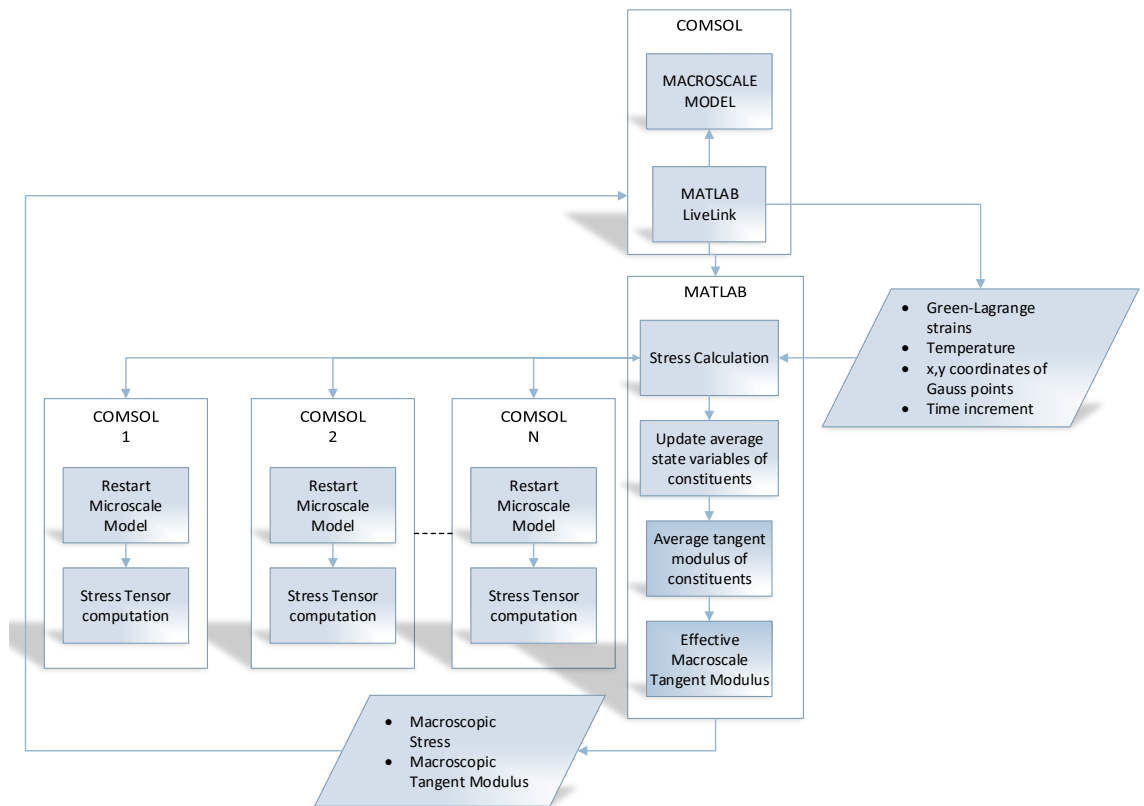 COMSOL
MACROSCALE
MODEL
MATLAB
LiveLink
MATLAB
Stress Calculation
Update average
state variables of
constituents
Average tangent
modulus of
constituents
Effective
Macroscale
Tangent Modulus
• Green-Lagrange
strains
• Temperature
• x,y coordinates of
Gauss points
• Time increment
COMSOL
1
Restart
Microscale
Model
Stress Tensor
computation
COMSOL
2
Restart
Microscale
Model
Stress Tensor
computation
COMSOL
N
Restart
Microscale
Model
Stress Tensor
computation
• Macroscopic
Stress
• Macroscopic
Tangent Modulus